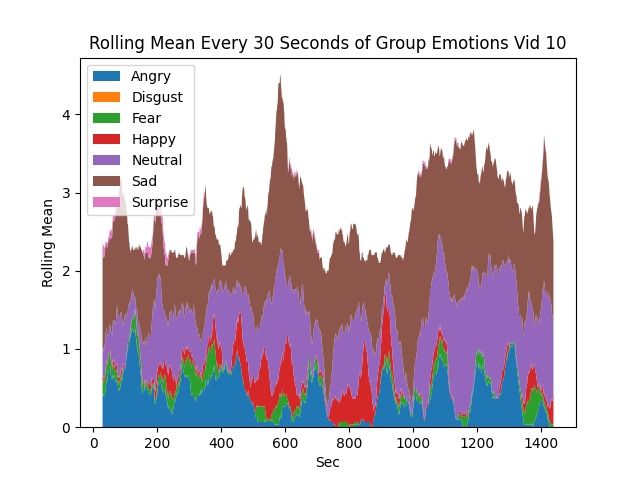 Rolling Mean Every 30 Seconds of Group Emotions Vid 10
Angry
Disgust
Fear
Happy
Neutral
Sad
Surprise
Rolling Mean
4
3
2
1
0
0 200 400 600 800 1000 1200 1400
Sec